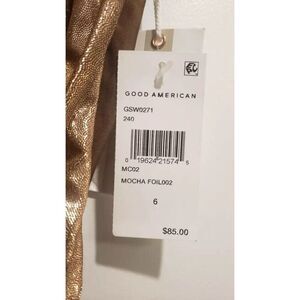 GOOD AMERICAN
GSW0271
240
0 19624 21574 5
MC02
MOCHA FOIL002
6
$85.00